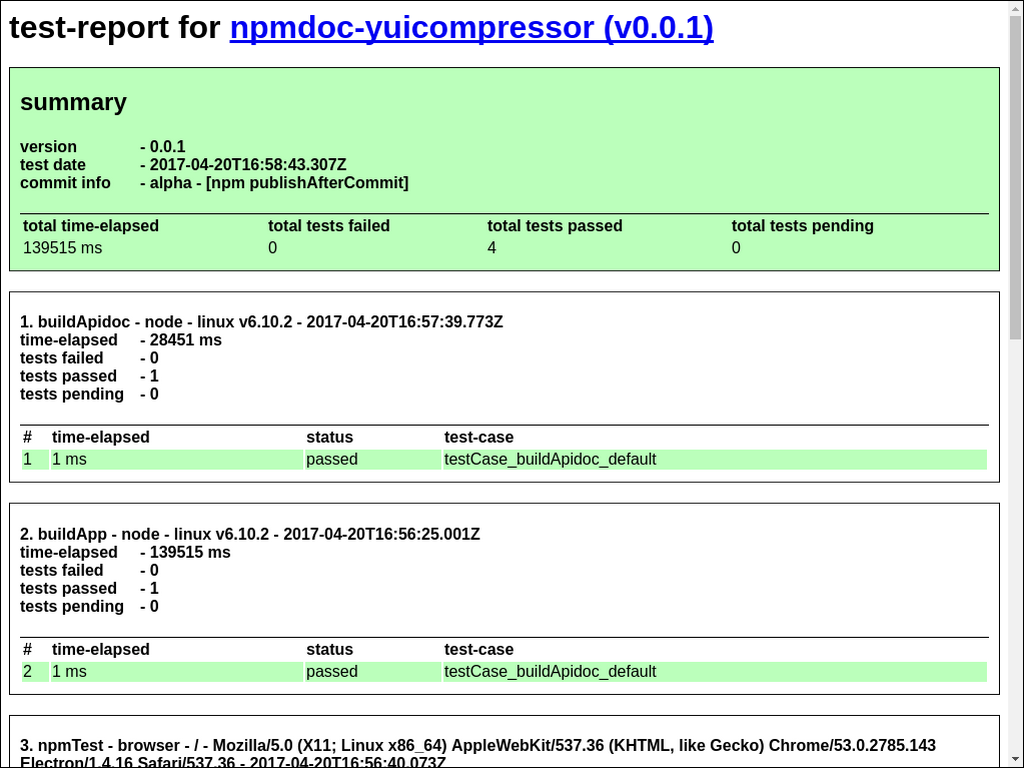 test-report for npmdoc-yuicompressor (v0.0.1)
summary
version - 0.0.1
test date - 2017-04-20T16:58:43.307Z
commit info - alpha - [npm publishAfterCommit]
total time-elapsed total tests failed total tests passed total tests pending
139515 ms 0 4 0
1. buildApidoc - node - linux v6.10.2 - 2017-04-20T16:57:39.773Z
time-elapsed - 28451 ms
tests failed - 0
tests passed - 1
tests pending - 0
# time-elapsed status test-case
1 1 ms passed testCase_buildApidoc_default
2. buildApp - node - linux v6.10.2 - 2017-04-20T16:56:25.001Z
time-elapsed - 139515 ms
tests failed - 0
tests passed - 1
tests pending - 0
# time-elapsed status test-case
2 1 ms passed testCase_buildApidoc_default
3. npmTest - browser - / - Mozilla/5.0 (X11; Linux x86_64) AppleWebKit/537.36 (KHTML, like Gecko) Chrome/53.0.2785.143
Electron/1.4.16 Safari/537.36 - 2017-04-20T16:56:40.073Z